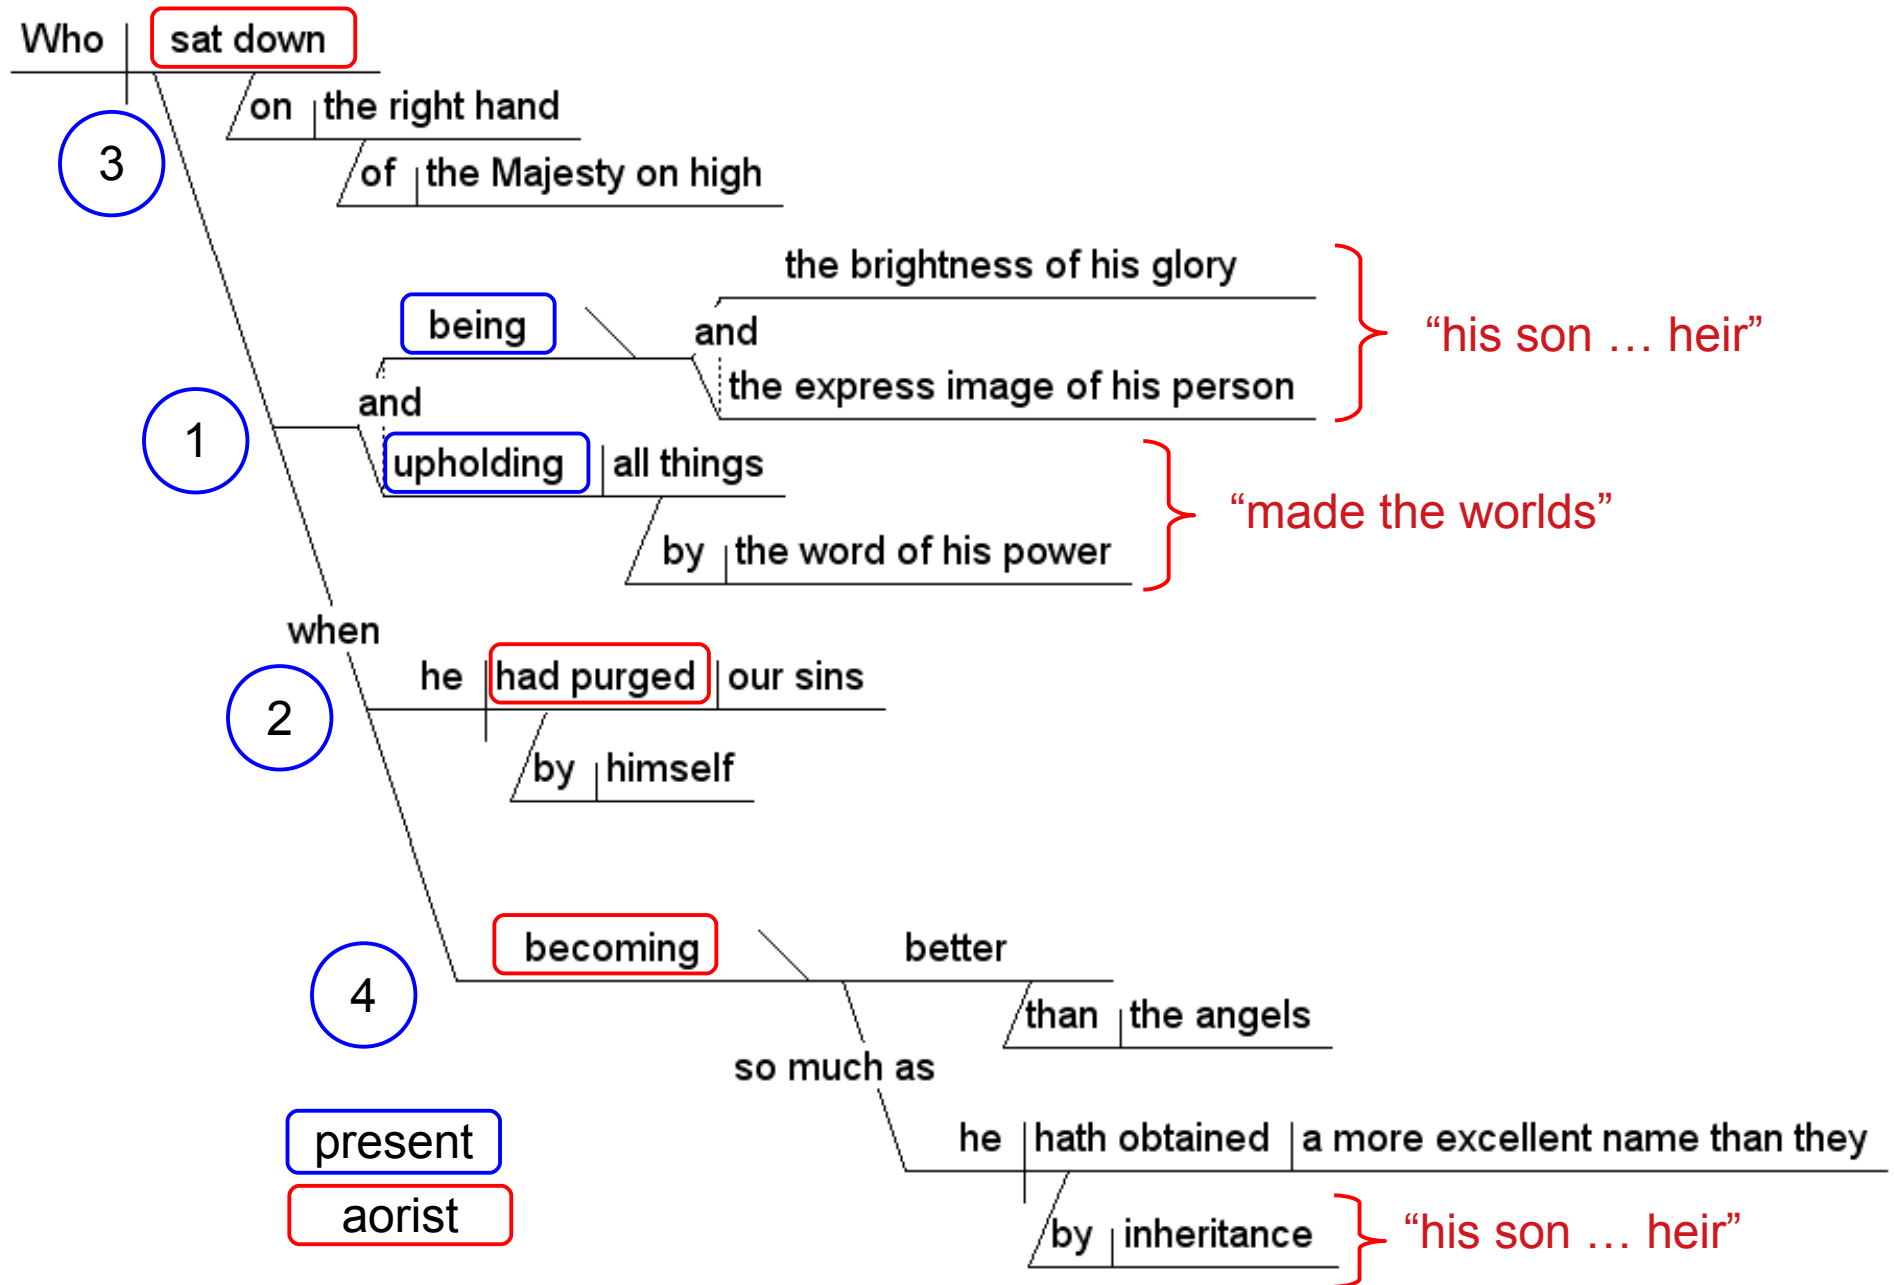 Who sat down
on the right hand
3
of the Majesty on high
the brightness of his glory
being and “his son … heir”
the express image of his person
and
1
upholding all things
“made the worlds”
by the word of his power
when
he had purged our sins
2
by himself
becoming better
4
than the angels
so much as
present
he hath obtained a more excellent name than they
aorist
by inheritance “his son … heir”